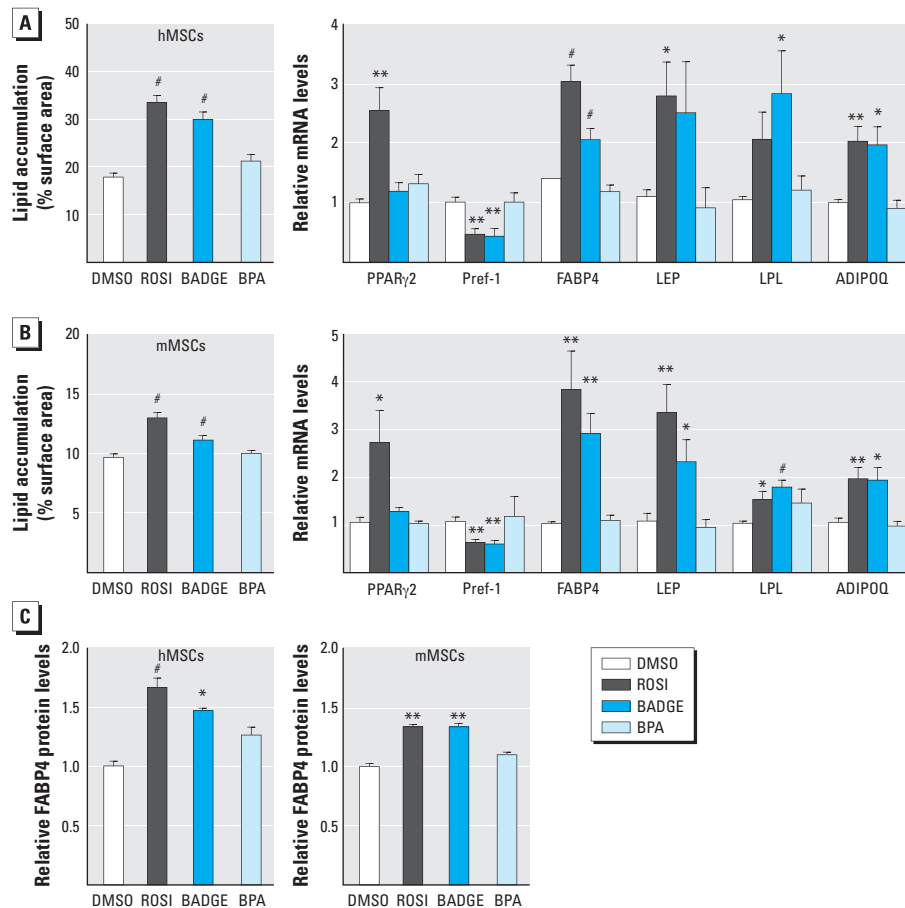 A
hMSCs
Lipid accumulation
(% surface area)
50
40
30
20
10
DMSO ROSI BADGE BPA
#
#
Relative mRNA levels
4
3
2
1
**
** **
#
#
*
*
** *
PPARγ2 Pref-1 FABP4 LEP LPL ADIPOQ
B
mMSCs
Lipid accumulation
(% surface area)
20
15
10
5
#
#
DMSO ROSI BADGE BPA
Relative mRNA levels
5
4
3
2
1
*
** **
**
**
**
*
*
#
** *
PPARγ2 Pref-1 FABP4 LEP LPL ADIPOQ
C
hMSCs
Relative FABP4 protein levels
2.0
1.5
1.0
0.5
#
*
DMSO ROSI BADGE BPA
mMSCs
Relative FABP4 protein levels
2.0
1.5
1.0
0.5
** **
DMSO ROSI BADGE BPA
DMSO
ROSI
BADGE
BPA